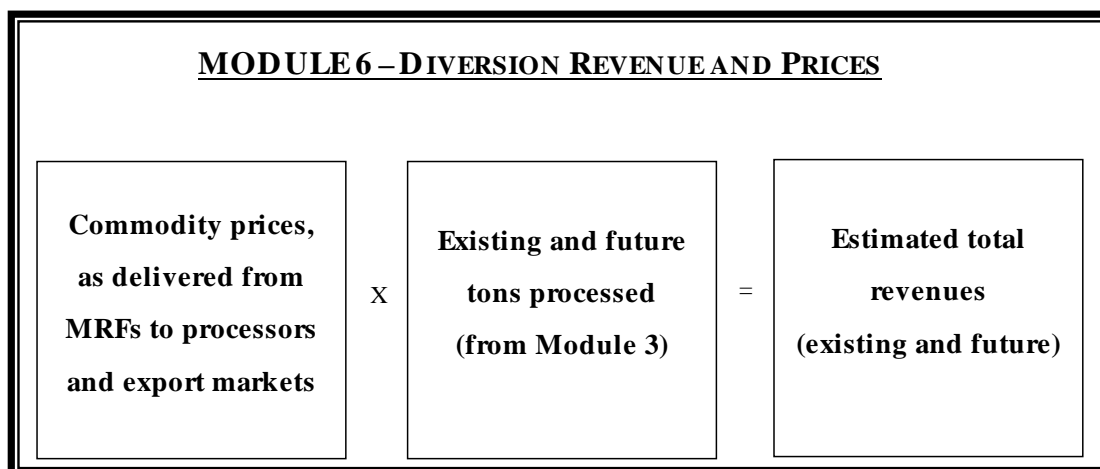 MODULE 6 – DIVERSION REVENUE AND PRICES
Commodity prices,
as delivered from
MRFs to processors
and export markets
X
Existing and future
tons processed
(from Module 3)
=
Estimated total
revenues
(existing and future)